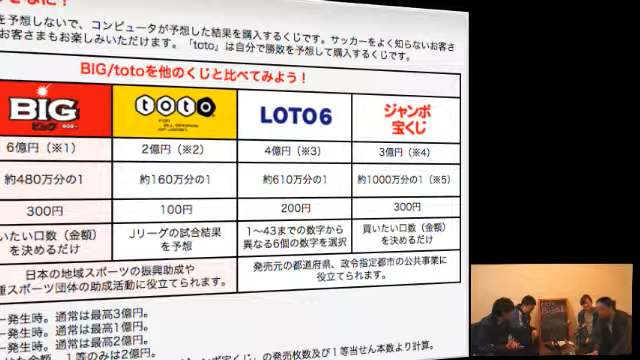 を予想しないで、コンピュータが予想した結果を購入するくじです。サッカーをよく知らないお客さ
お客さまもお楽しみいただけます。「toto」は自分で勝敗を予想して購入するくじです。
BIG/totoを他のくじと比べてみよう！
BIG toto LOTO6 ジャンボ宝くじ
ビッグ
6億円（※1） 2億円（※2） 4億円（※3） 3億円（※4）
約480万分の1 約160万分の1 約610万分の1 約1000万分の1（※5）
300円 100円 200円 300円
いたい口数（金額） Jリーグの試合結果 1〜43までの数字から 買いたい口数（金額）
を決めるだけ を予想 異なる6個の数字を選択 を決めるだけ
日本の地域スポーツの振興助成や 発売元の都道府県、政令指定都市の公共事業に
スポーツ団体の助成活動に役立てられます。 役立てられます。
発生時。通常は最高3億円。
発生時。通常は最高1億円。
発生時。通常は最高2億円。
1等のみは2億円。
ジャンボ宝くじ」の発売枚数及び1等当せん本数より計算。